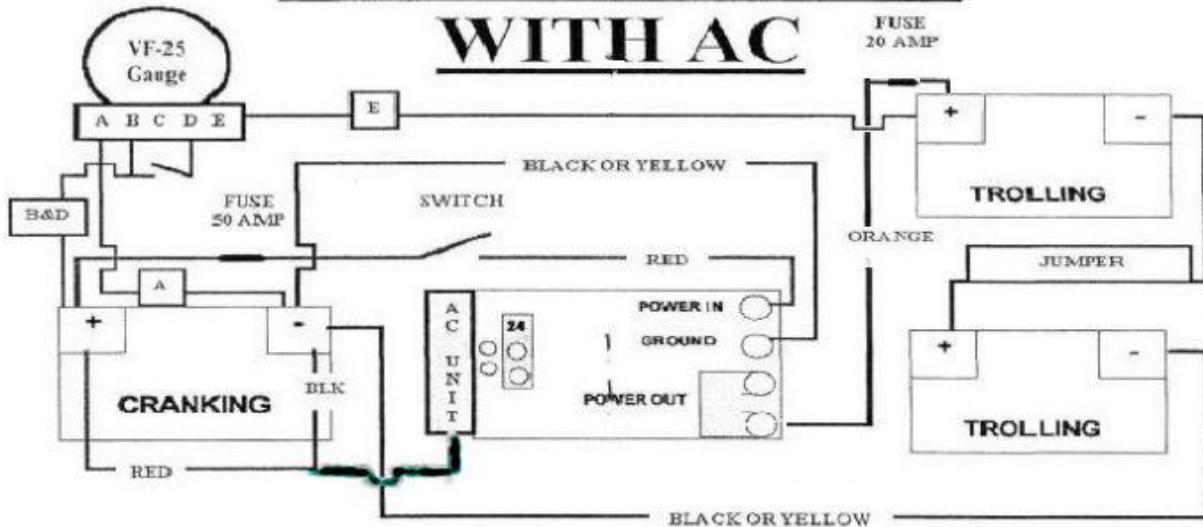 WITH AC
FUSE
20 AMP
VF-25
Gauge
A B C D E
E
+
-
BLACK OR YELLOW
TROLLING
B&D
FUSE
50 AMP
SWITCH
ORANGE
RED
JUMPER
A
+
-
AC UNIT
24
POWER IN
GROUND
+
-
BLK
CRANKING
POWER OUT
TROLLING
RED
BLACK OR YELLOW